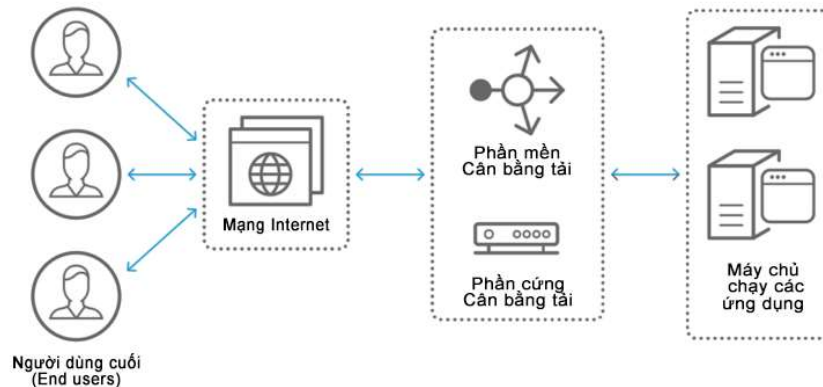 Người dùng cuối
(End users)
Mạng Internet
Phần mền
Cân bằng tải
Phần cứng
Cân bằng tải
Máy chủ
chạy các
ứng dụng